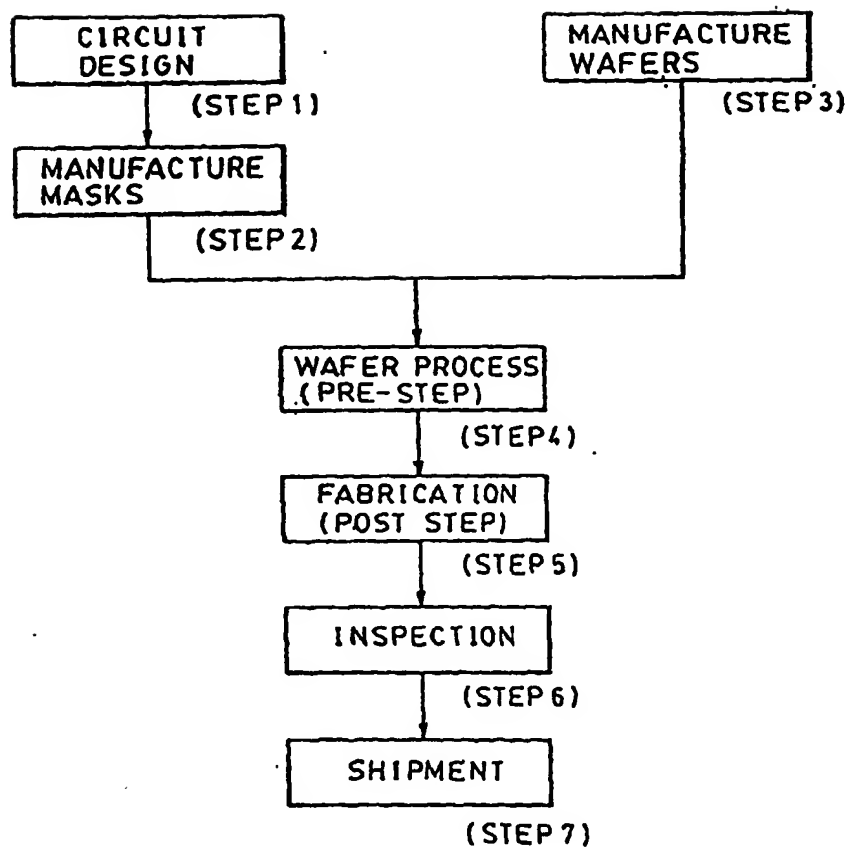 CIRCUIT
DESIGN
(STEP 1)
MANUFACTURE
MASKS
(STEP 2)
MANUFACTURE
WAFERS
(STEP 3)
WAFER PROCESS
(PRE-STEP)
(STEP 4)
FABRICATION
(POST STEP)
(STEP 5)
INSPECTION
(STEP 6)
SHIPMENT
(STEP 7)